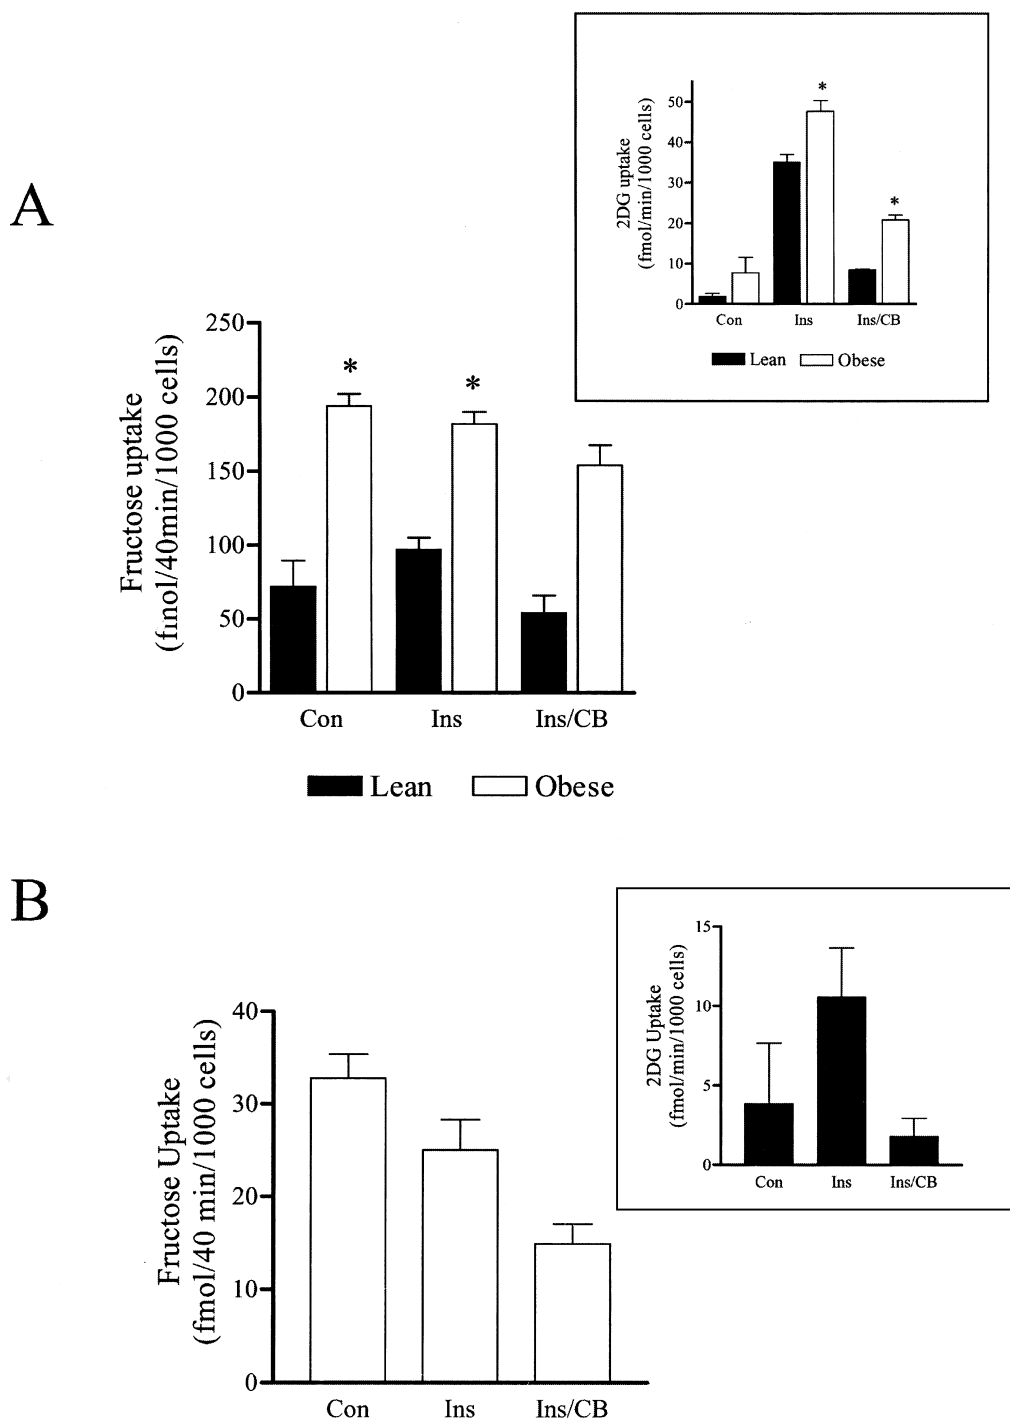 A
50
40
30
20
10
0
2DG uptake
(fmol/min/1000 cells)
*
*
Con Ins Ins/CB
Lean Obese
250
200
150
100
50
0
Fructose uptake
(fmol/40min/1000 cells)
*
*
Con Ins Ins/CB
Lean Obese
B
15
10
5
0
2DG Uptake
(fmol/min/1000 cells)
Con Ins Ins/CB
40
30
20
10
0
Fructose Uptake
(fmol/40 min/1000 cells)
Con Ins Ins/CB